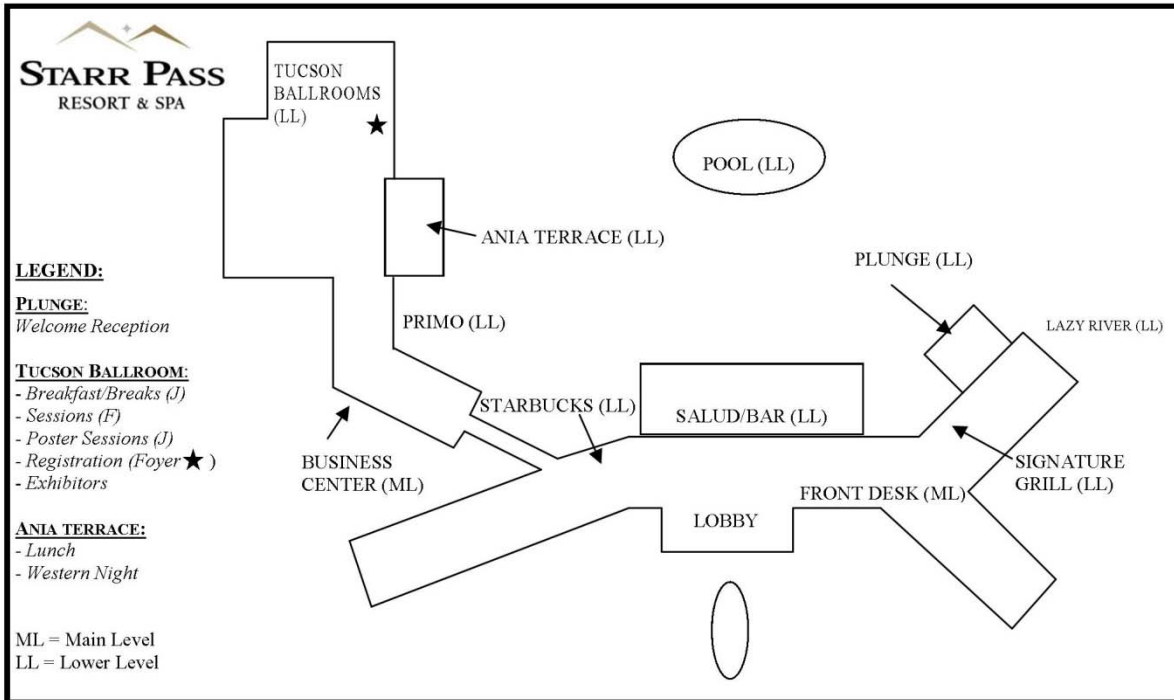 STARR PASS
RESORT & SPA
TUCSON
BALLROOMS
(LL)
★
POOL (LL)
ANIA TERRACE (LL)
PLUNGE (LL)
LAZY RIVER (LL)
PRIMO (LL)
STARBUCKS (LL)
SALUD/BAR (LL)
BUSINESS
CENTER (ML)
SIGNATURE
GRILL (LL)
FRONT DESK (ML)
LOBBY
LEGEND:
PLUNGE:
Welcome Reception
TUCSON BALLROOM:
- Breakfast/Breaks (J)
- Sessions (F)
- Poster Sessions (J)
- Registration (Foyer ★ )
- Exhibitors
ANIA TERRACE:
- Lunch
- Western Night
ML = Main Level
LL = Lower Level